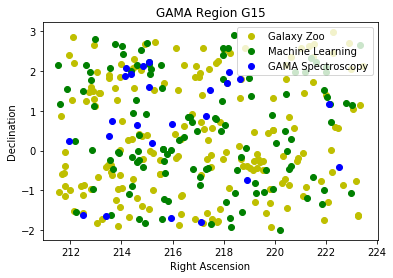 GAMA Region G15
Galaxy Zoo
Machine Learning
GAMA Spectroscopy
Declination
3
2
1
0
−1
−2
212 214 216 218 220 222 224
Right Ascension